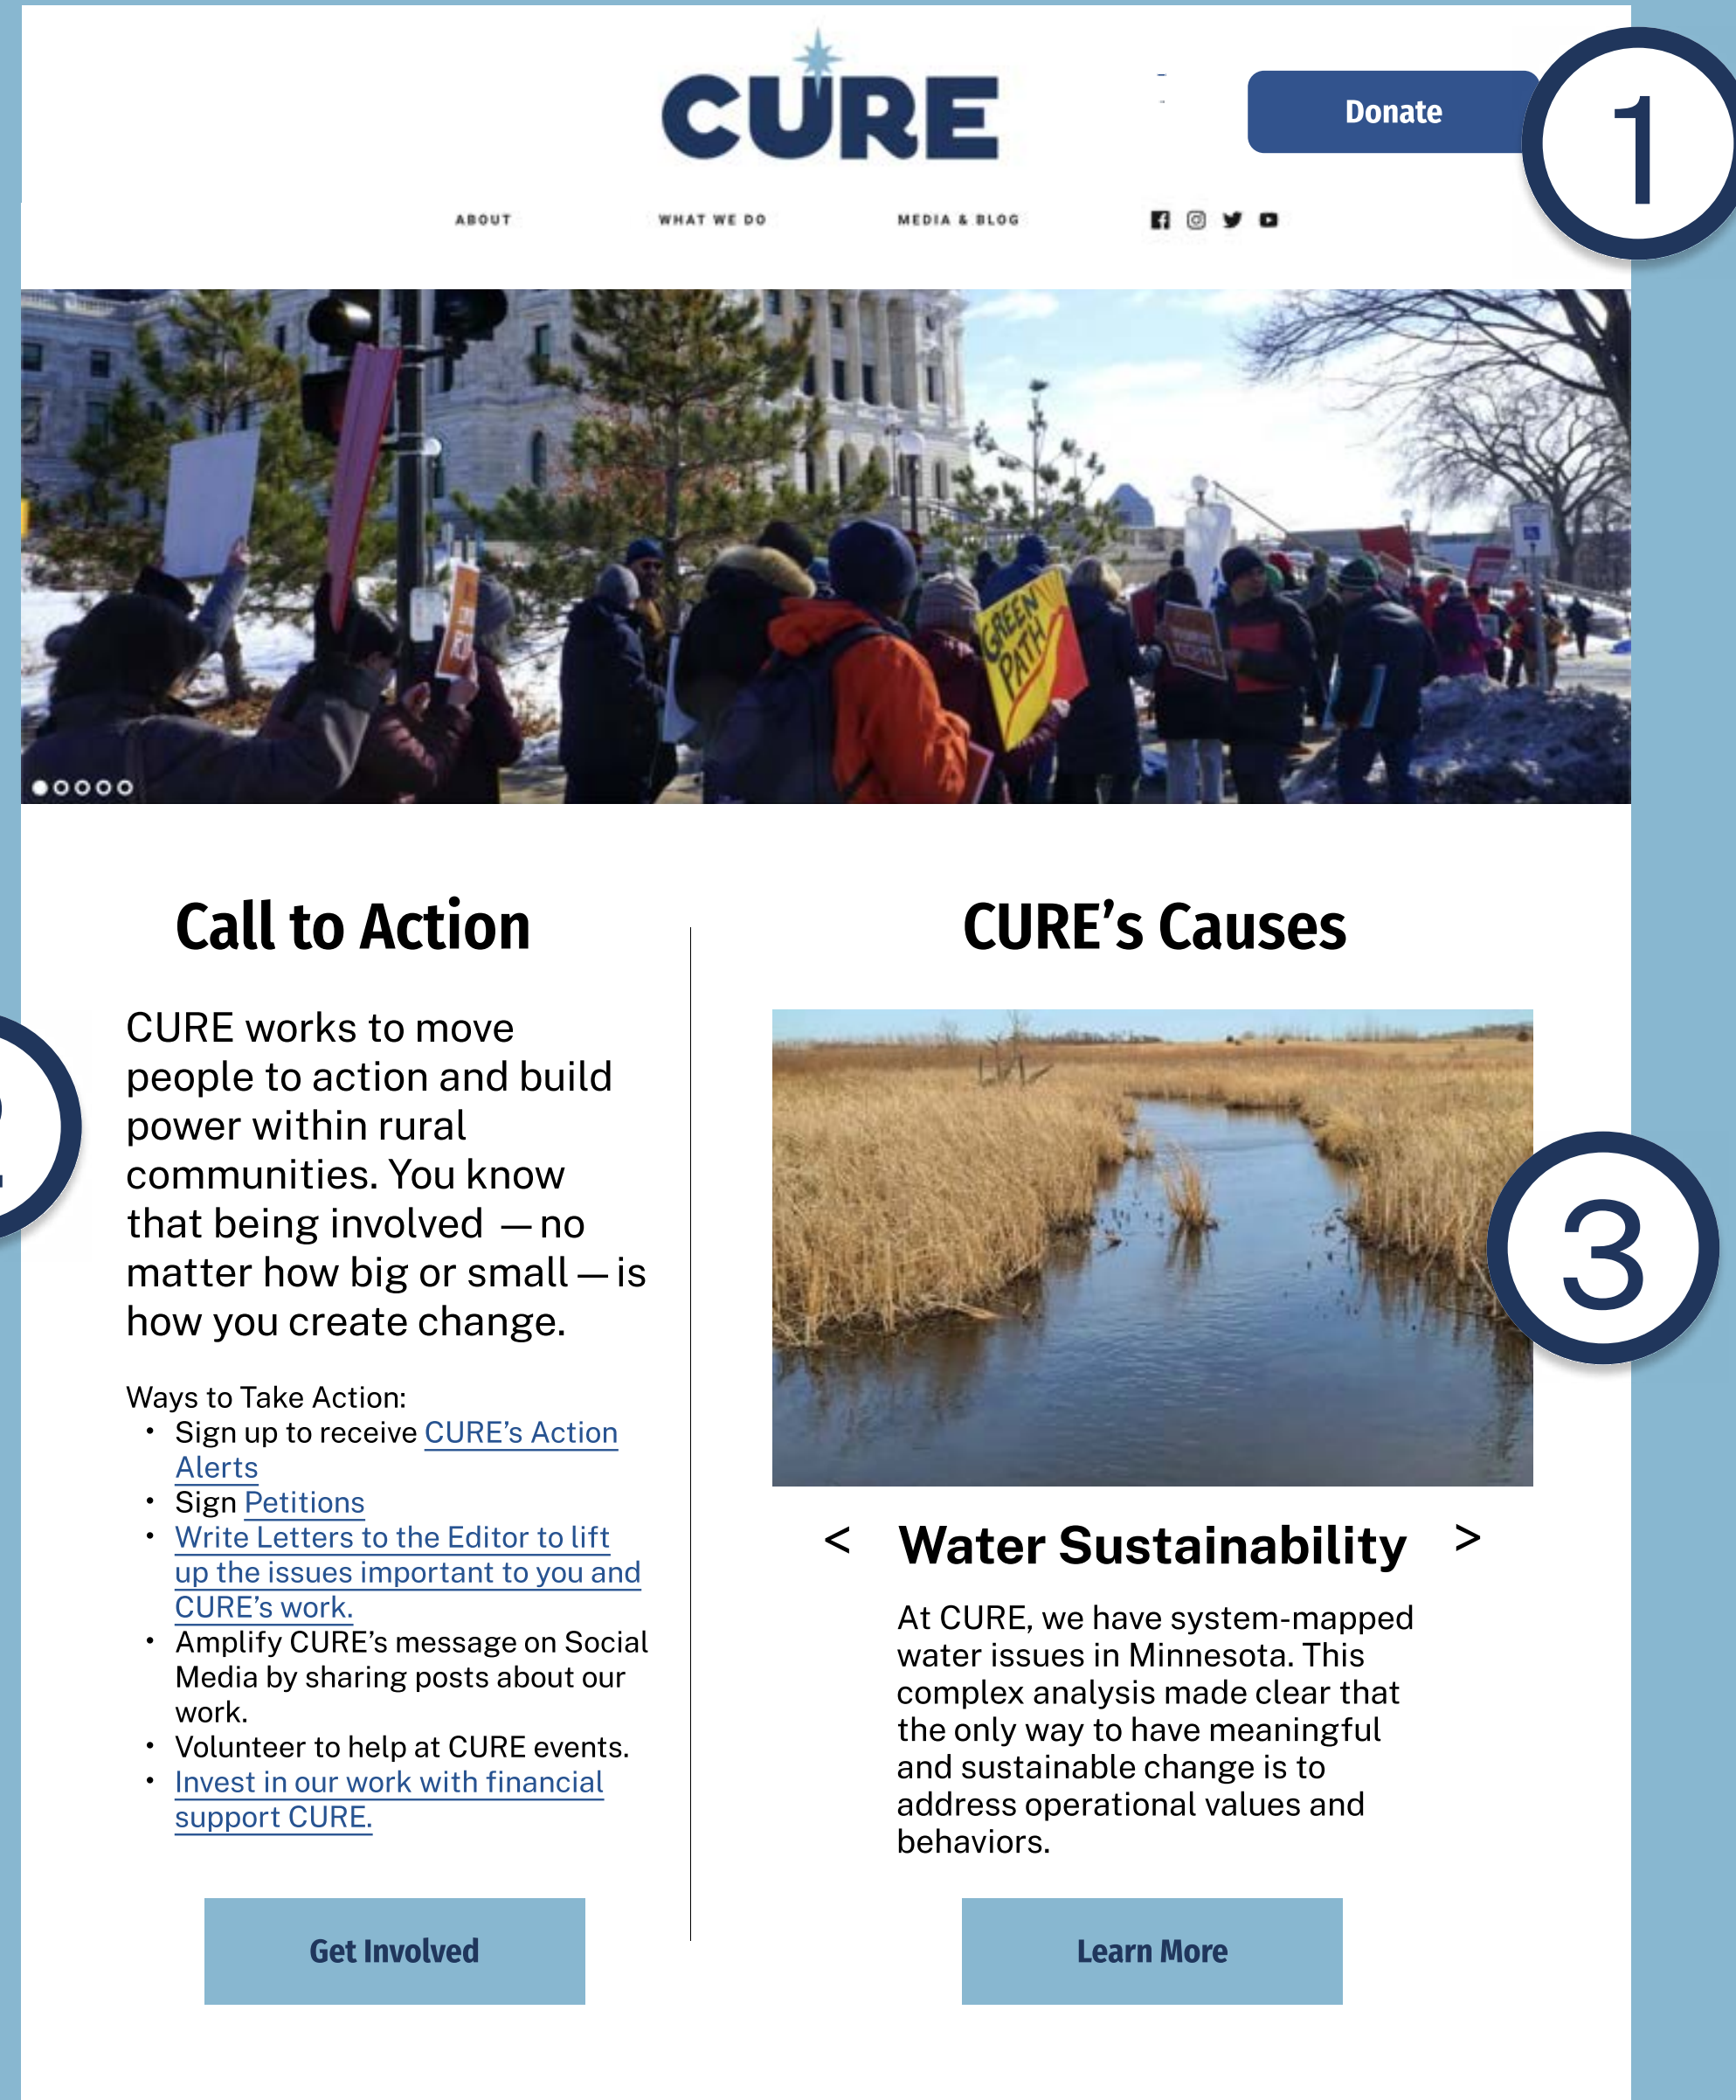 CURE
Donate
1
ABOUT
WHAT WE DO
MEDIA & BLOG
GREEN
PATH
Call to Action
CURE works to move
people to action and build
power within rural
communities. You know
that being involved — no
matter how big or small — is
how you create change.
Ways to Take Action:
• Sign up to receive CURE’s Action
Alerts
• Sign Petitions
• Write Letters to the Editor to lift
up the issues important to you and
CURE’s work.
• Amplify CURE’s message on Social
Media by sharing posts about our
work.
• Volunteer to help at CURE events.
• Invest in our work with financial
support CURE.
Get Involved
CURE’s Causes
3
< Water Sustainability >
At CURE, we have system-mapped
water issues in Minnesota. This
complex analysis made clear that
the only way to have meaningful
and sustainable change is to
address operational values and
behaviors.
Learn More